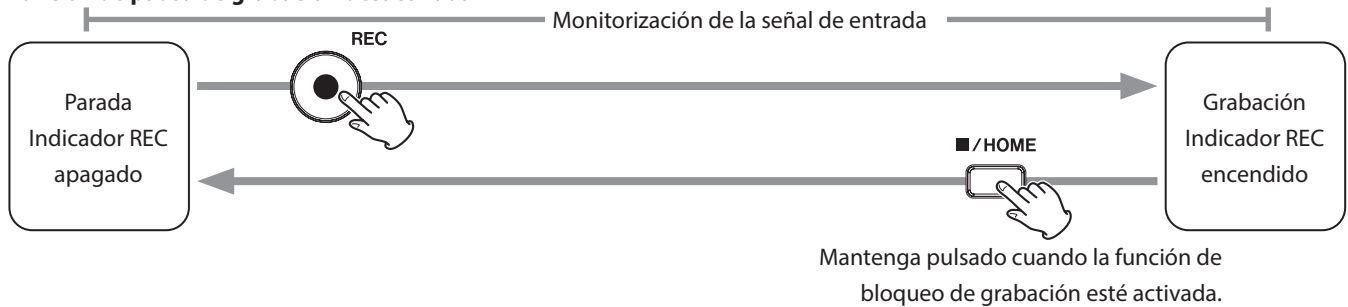 Monitorización de la señal de entrada
REC
Parada
Indicador REC
apagado
Grabación
Indicador REC
encendido
■/HOME
Mantenga pulsado cuando la función de
bloqueo de grabación esté activada.